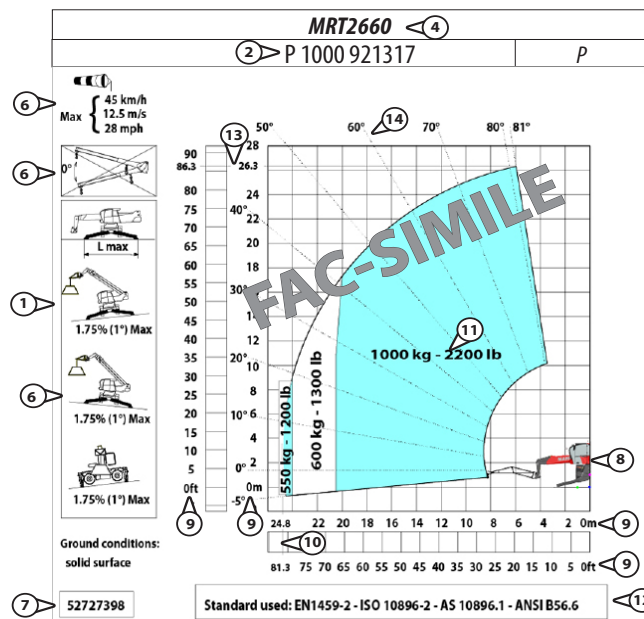 MRT2660 4
2 P 1000 921317 P
6 Max { 45 km/h
12.5 m/s
28 mph
6 0°
L max
1
1.75% (1°) Max
6
1.75% (1°) Max
1.75% (1°) Max
Ground conditions:
solid surface
7 52727398
13 14
50° 60° 70° 80° 81°
40°
30°
20°
10°
0°
-5°
90
86.3
80
75
70
65
60
55
50
45
40
35
30
25
20
15
10
5
0ft
9
28
26.3
24
22
20
18
16
14
12
10
8
6
4
2
0m
9
FAC-SIMILE
11
1000 kg - 2200 lb
600 kg - 1300 lb
550 kg - 1200 lb
8
24.8 22 20 18 16 14 12 10 8 6 4 2 0m 9
10
81.3 75 70 65 60 55 50 45 40 35 30 25 20 15 10 5 0ft 9
Standard used: EN1459-2 - ISO 10896-2 - AS 10896.1 - ANSI B56.6